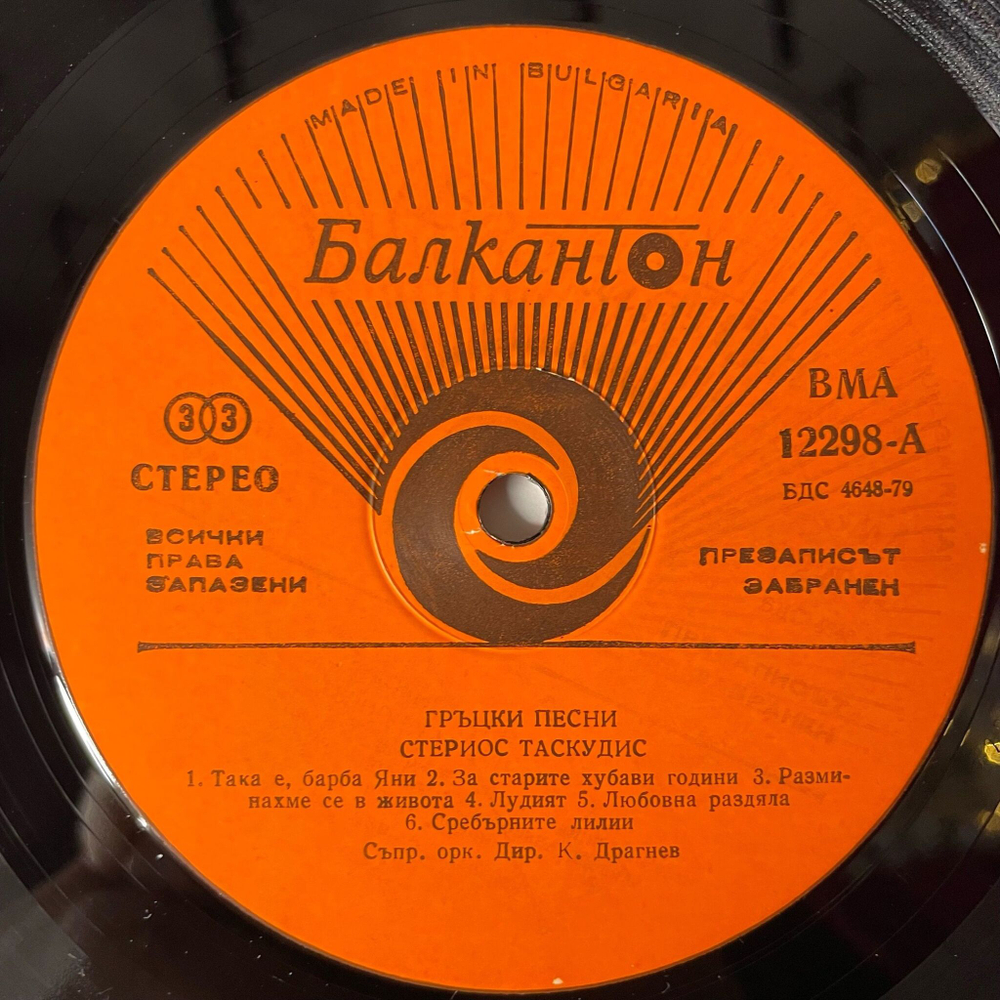 MADE IN BULGARIA
Балкантон
33
СТЕРЕО
ВСИЧКИ
ПРАВА
ЗАПАЗЕНИ
ВМА
12298-А
БДС 4648-79
ПРЕЗАПИСЪТ
ЗАБРАНЕН
ГРЪЦКИ ПЕСНИ
СТЕРИОС ТАСКУДИС
1. Така е, барба Яни 2. За старите хубави години 3. Разми-
нахме се в живота 4. Лудият 5. Любовна раздяла
6. Сребърните лилии
Съпр. орк. Дир. К. Драгнев